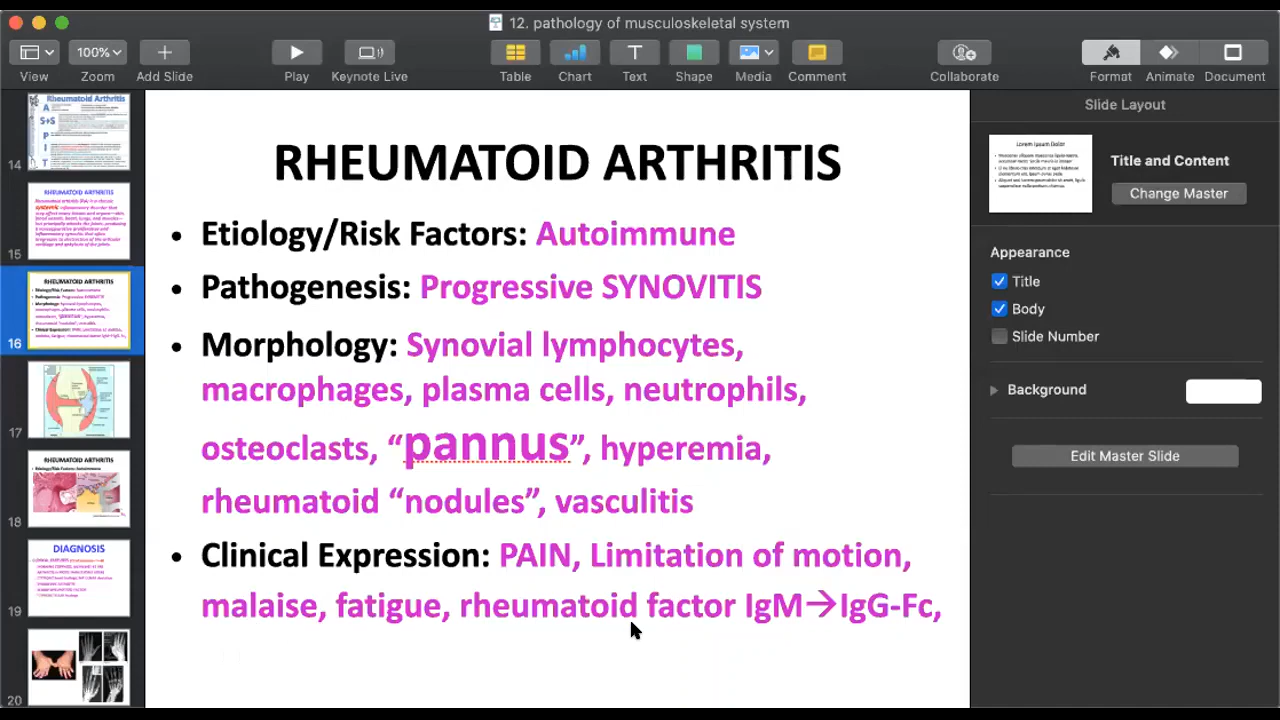 12. pathology of musculoskeletal system
100%
View Zoom Add Slide Play Keynote Live Table Chart Text Shape Media Comment Collaborate Format Animate Document
Rheumatoid Arthritis
A
S+S
P
I
T
14
RHEUMATOID ARTHRITIS
15
RHEUMATOID ARTHRITIS
16
17
RHEUMATOID ARTHRITIS
18
DIAGNOSIS
19
20
RHEUMATOID ARTHRITIS
• Etiology/Risk Factors: Autoimmune
• Pathogenesis: Progressive SYNOVITIS
• Morphology: Synovial lymphocytes,
macrophages, plasma cells, neutrophils,
osteoclasts, “pannus”, hyperemia,
rheumatoid “nodules”, vasculitis
• Clinical Expression: PAIN, Limitation of motion,
malaise, fatigue, rheumatoid factor IgM→IgG-Fc,
Slide Layout
Lorem Ipsum Dolor
Title and Content
Change Master
Appearance
Title
Body
Slide Number
Background
Edit Master Slide